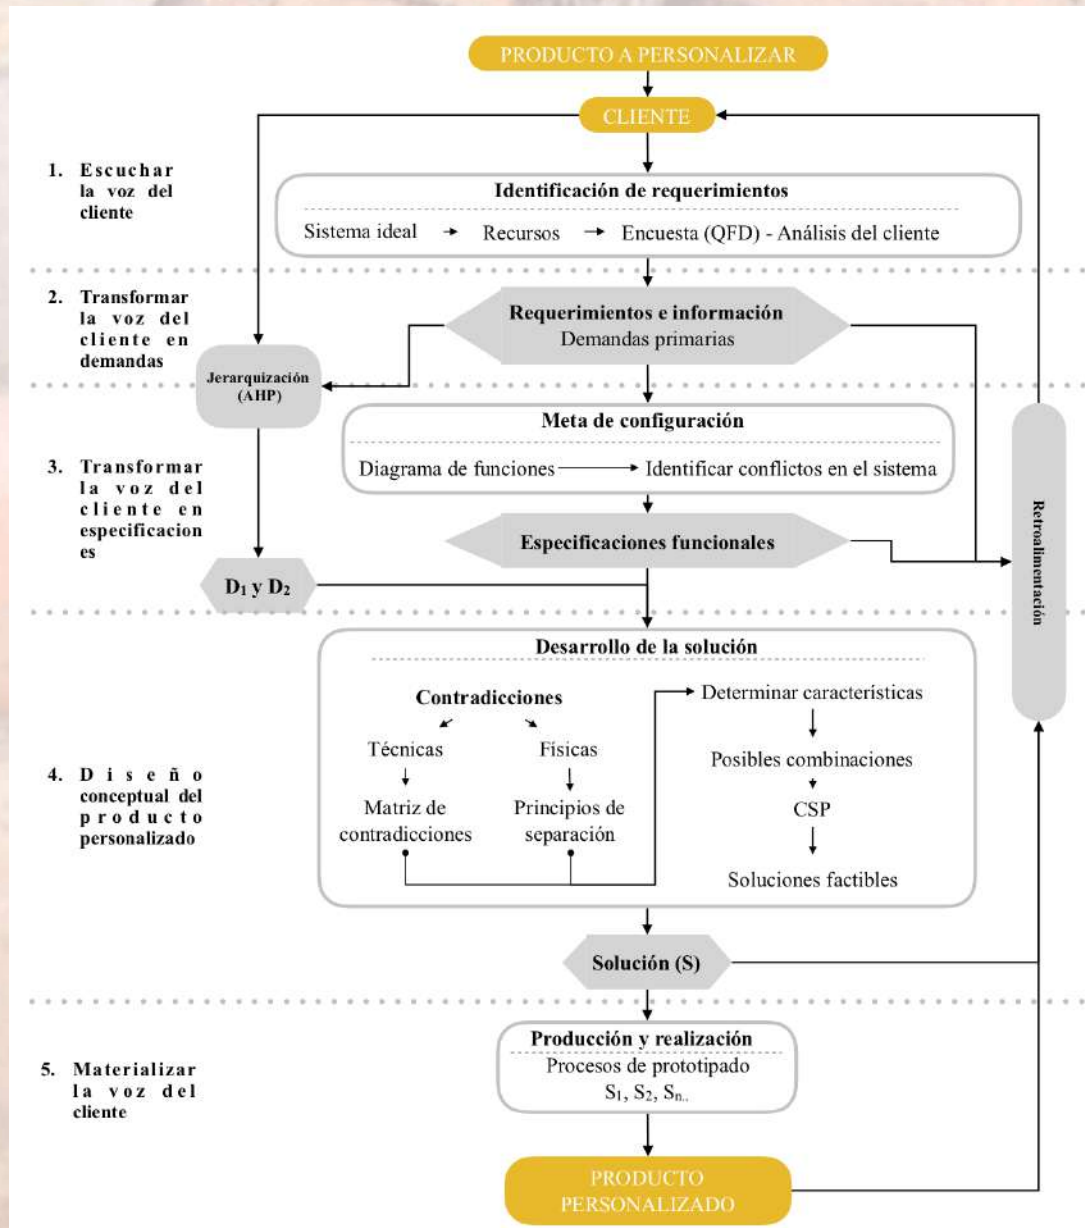 PRODUCTO A PERSONALIZAR
CLIENTE
1. Escuchar
la voz del
cliente
Identificación de requerimientos
Sistema ideal → Recursos → Encuesta (QFD) - Análisis del cliente
2. Transformar
la voz del
cliente en
demandas
Requerimientos e información
Demandas primarias
Jerarquización
(AHP)
3. Transformar
la voz del
cliente en
especificacion
es
Meta de configuración
Diagrama de funciones → Identificar conflictos en el sistema
Especificaciones funcionales
D₁ y D₂
Retroalimentación
4. Diseño
conceptual del
producto
personalizado
Desarrollo de la solución
Contradicciones
Técnicas
Físicas
Matriz de
contradicciones
Principios de
separación
Determinar características
Posibles combinaciones
CSP
Soluciones factibles
Solución (S)
5. Materializar
la voz del
cliente
Producción y realización
Procesos de prototipado
S₁, S₂, Sₙ..
PRODUCTO
PERSONALIZADO